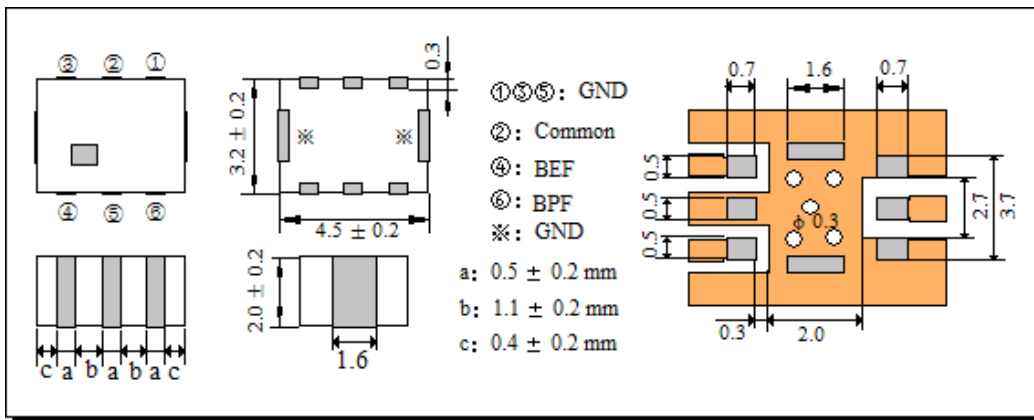 ③ ② ①
④ ⑤ ⑥
3.2 ± 0.2
0.3
※ ※
4.5 ± 0.2
①③⑤: GND
②: Common
④: BEF
⑥: BPF
※: GND
a: 0.5 ± 0.2 mm
b: 1.1 ± 0.2 mm
c: 0.4 ± 0.2 mm
c a b a b a c
2.0 ± 0.2
1.6
0.7 1.6 0.7
0.5
0.5
0.5
ϕ 0.3
2.7
3.7
0.3 2.0